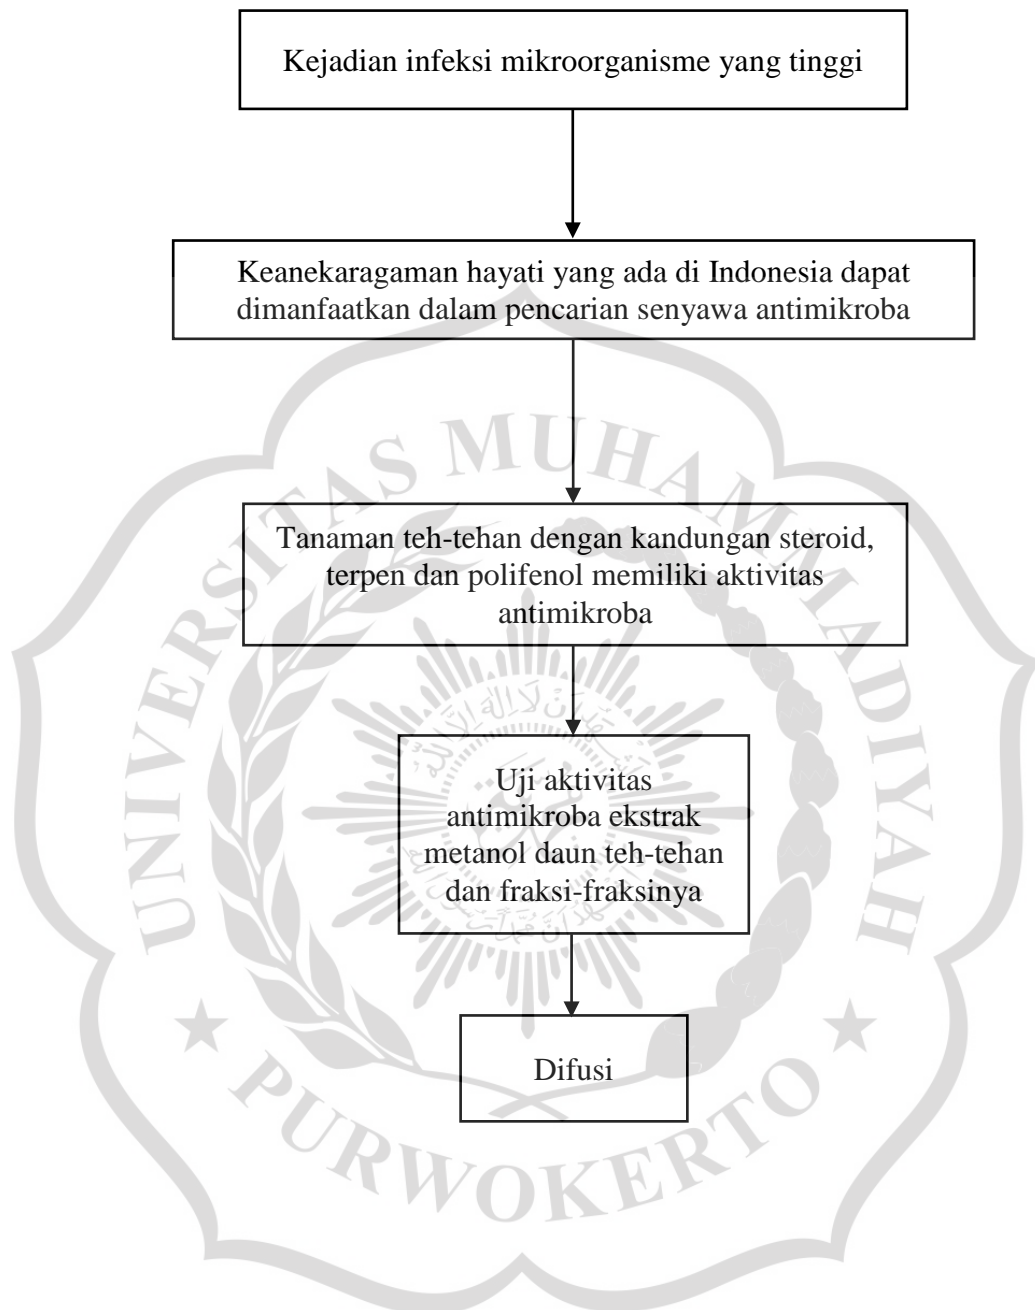 Kejadian infeksi mikroorganisme yang tinggi
Keanekaragaman hayati yang ada di Indonesia dapat
dimanfaatkan dalam pencarian senyawa antimikroba
Tanaman teh-tehan dengan kandungan steroid,
terpen dan polifenol memiliki aktivitas
antimikroba
Uji aktivitas
antimikroba ekstrak
metanol daun teh-tehan
dan fraksi-fraksinya
Difusi
UNIVERSITAS MUHAMMADIYAH
PURWOKERTO